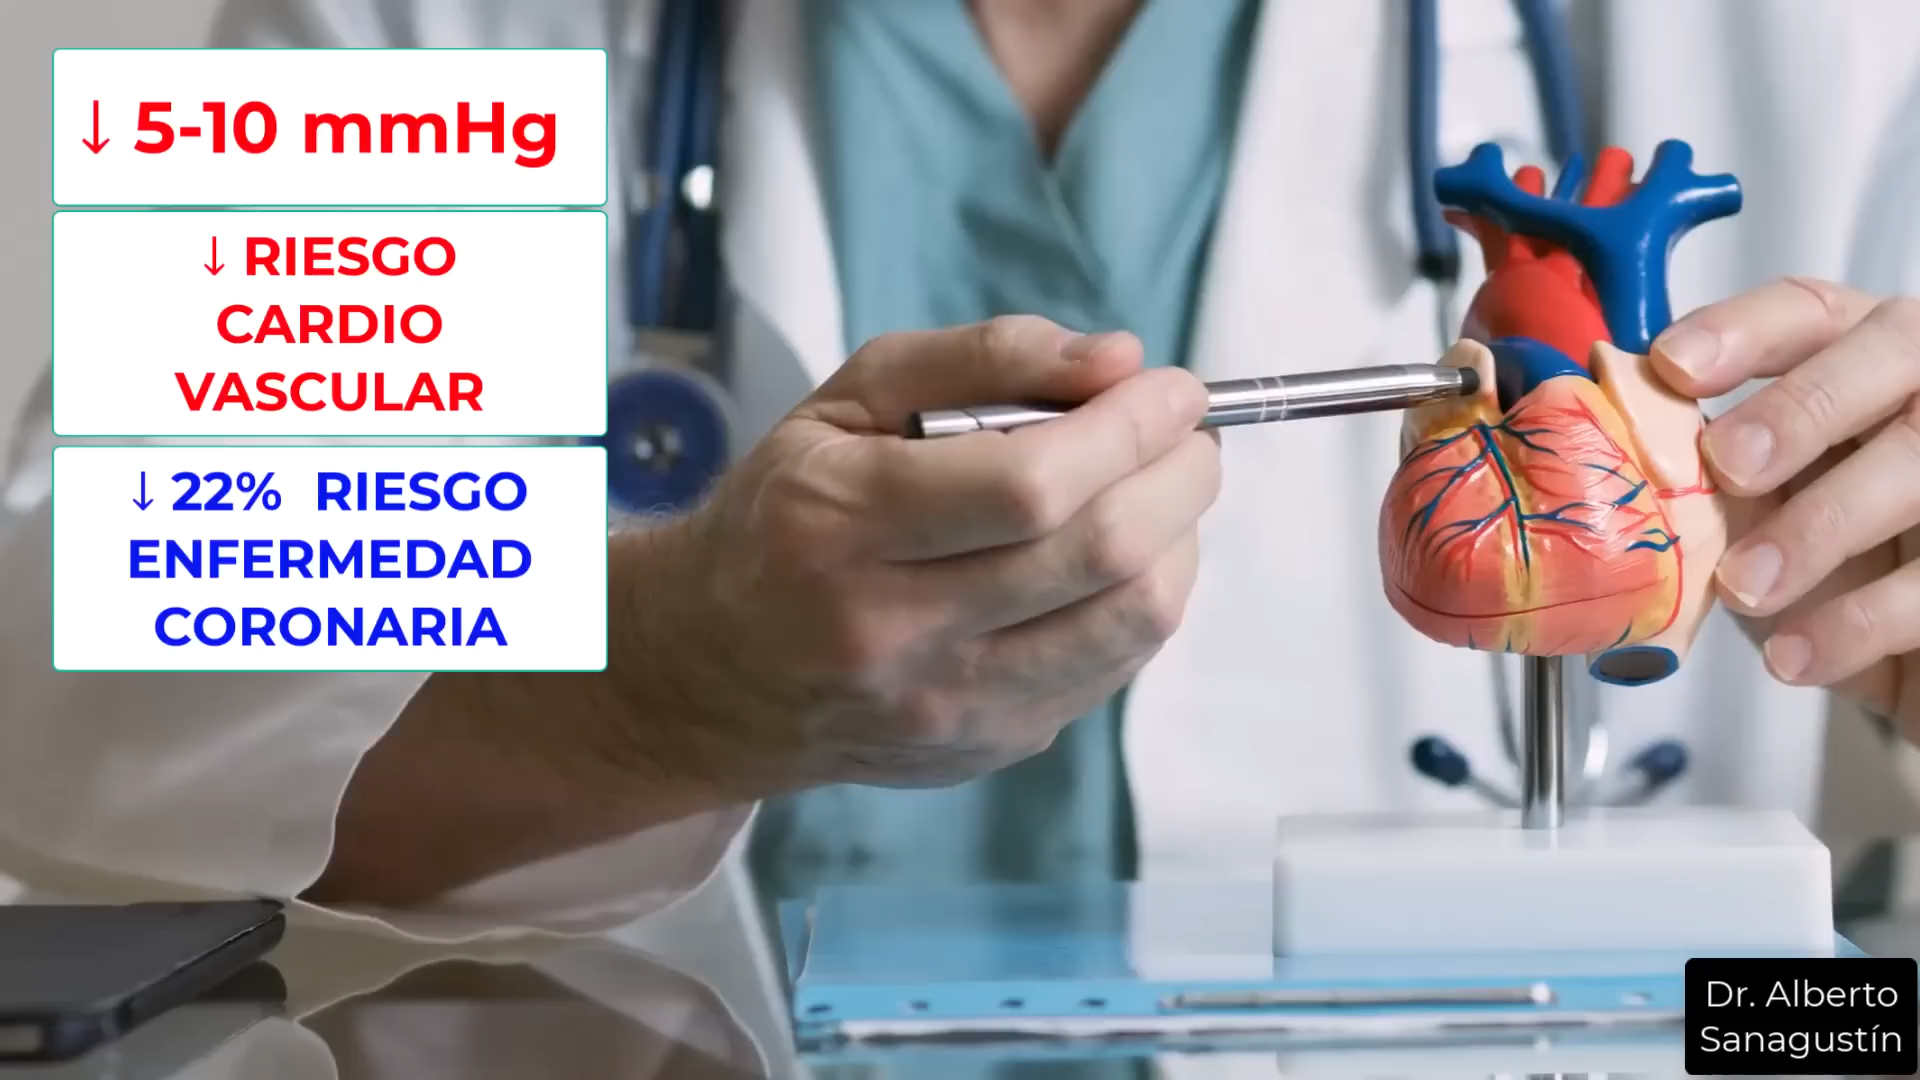 ↓ 5-10 mmHg
↓ RIESGO
CARDIO
VASCULAR
↓ 22% RIESGO
ENFERMEDAD
CORONARIA
Dr. Alberto
Sanagustín